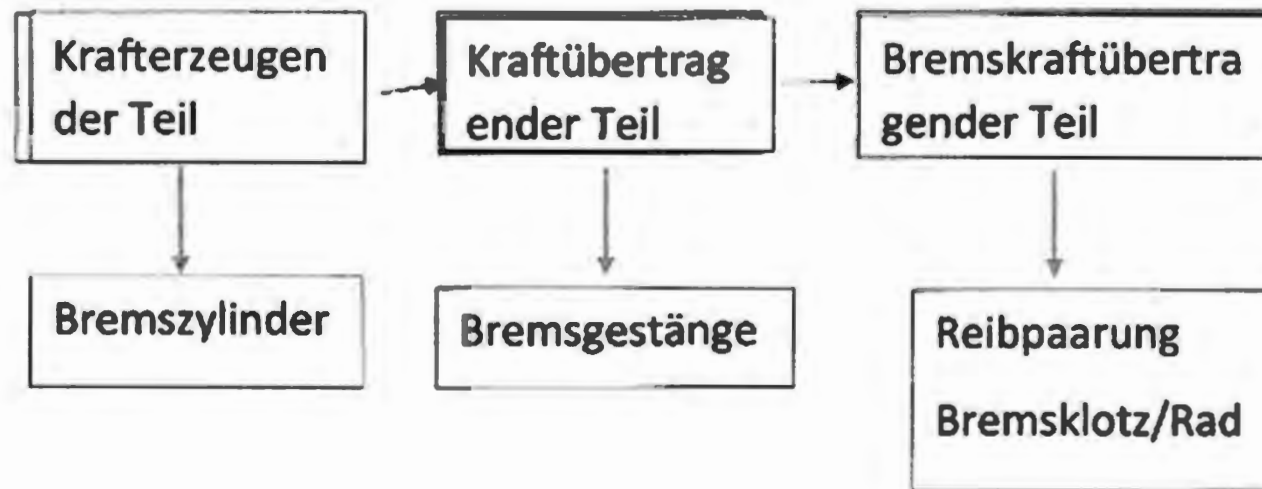 Krafterzeugen
der Teil
Kraftübertrag
ender Teil
Bremskraftübertra
gender Teil
Bremszylinder
Bremsgestänge
Reibpaarung
Bremsklotz/Rad